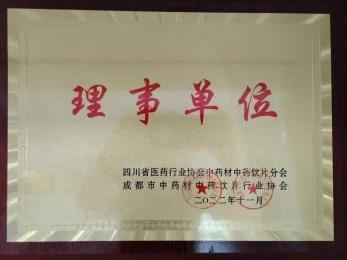 理事单位
四川省医药行业协会中药材中药饮片分会
成都市中药材中药饮片行业协会
二〇二二年十一月